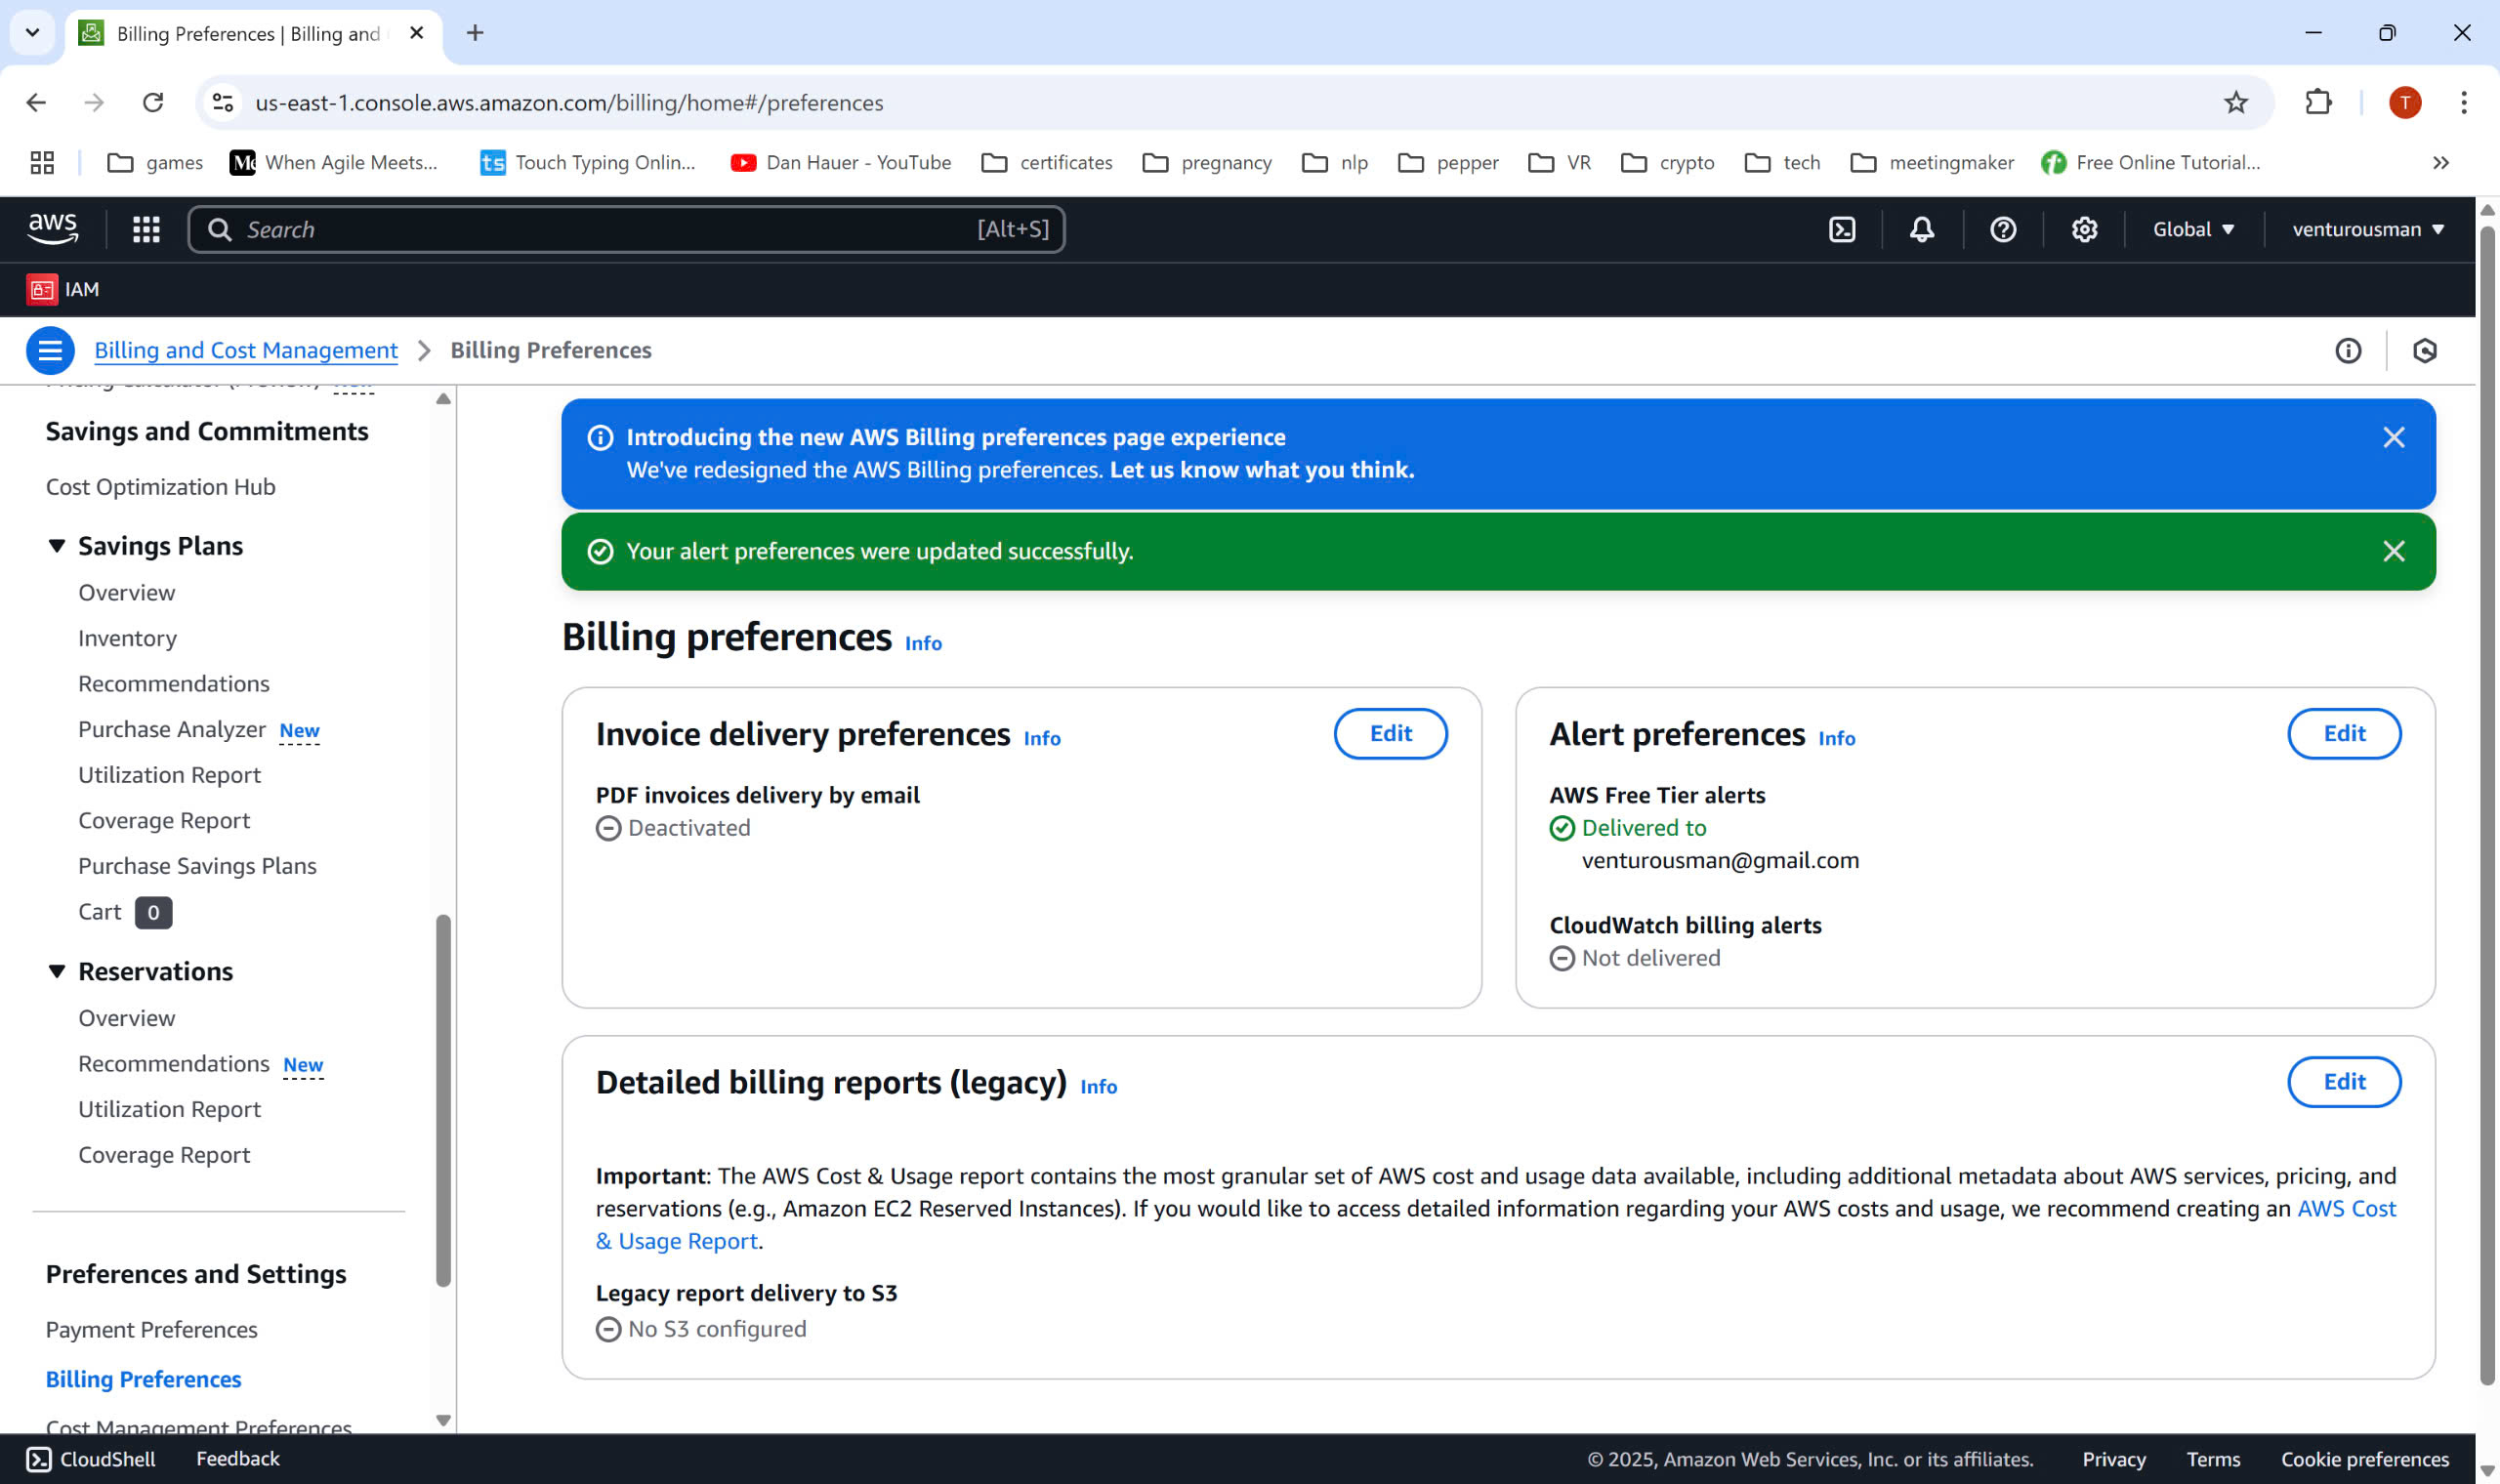 Billing Preferences | Billing and
us-east-1.console.aws.amazon.com/billing/home#/preferences
games
When Agile Meets...
ts
Touch Typing Onlin...
Dan Hauer - YouTube
certificates
pregnancy
nlp
pepper
VR
crypto
tech
meetingmaker
Free Online Tutorial...
T
aws
Search
[Alt+S]
Global
venturousman
IAM
Billing and Cost Management
Billing Preferences
Savings and Commitments
Cost Optimization Hub
Savings Plans
Overview
Inventory
Recommendations
Purchase Analyzer New
Utilization Report
Coverage Report
Purchase Savings Plans
Cart 0
Reservations
Overview
Recommendations New
Utilization Report
Coverage Report
Preferences and Settings
Payment Preferences
Billing Preferences
Cost Management Preferences
Introducing the new AWS Billing preferences page experience
We've redesigned the AWS Billing preferences. Let us know what you think.
Your alert preferences were updated successfully.
Billing preferences Info
Invoice delivery preferences Info
Edit
PDF invoices delivery by email
Deactivated
Alert preferences Info
Edit
AWS Free Tier alerts
Delivered to
venturousman@gmail.com
CloudWatch billing alerts
Not delivered
Detailed billing reports (legacy) Info
Edit
Important: The AWS Cost & Usage report contains the most granular set of AWS cost and usage data available, including additional metadata about AWS services, pricing, and
reservations (e.g., Amazon EC2 Reserved Instances). If you would like to access detailed information regarding your AWS costs and usage, we recommend creating an AWS Cost
& Usage Report.
Legacy report delivery to S3
No S3 configured
CloudShell
Feedback
© 2025, Amazon Web Services, Inc. or its affiliates.
Privacy
Terms
Cookie preferences